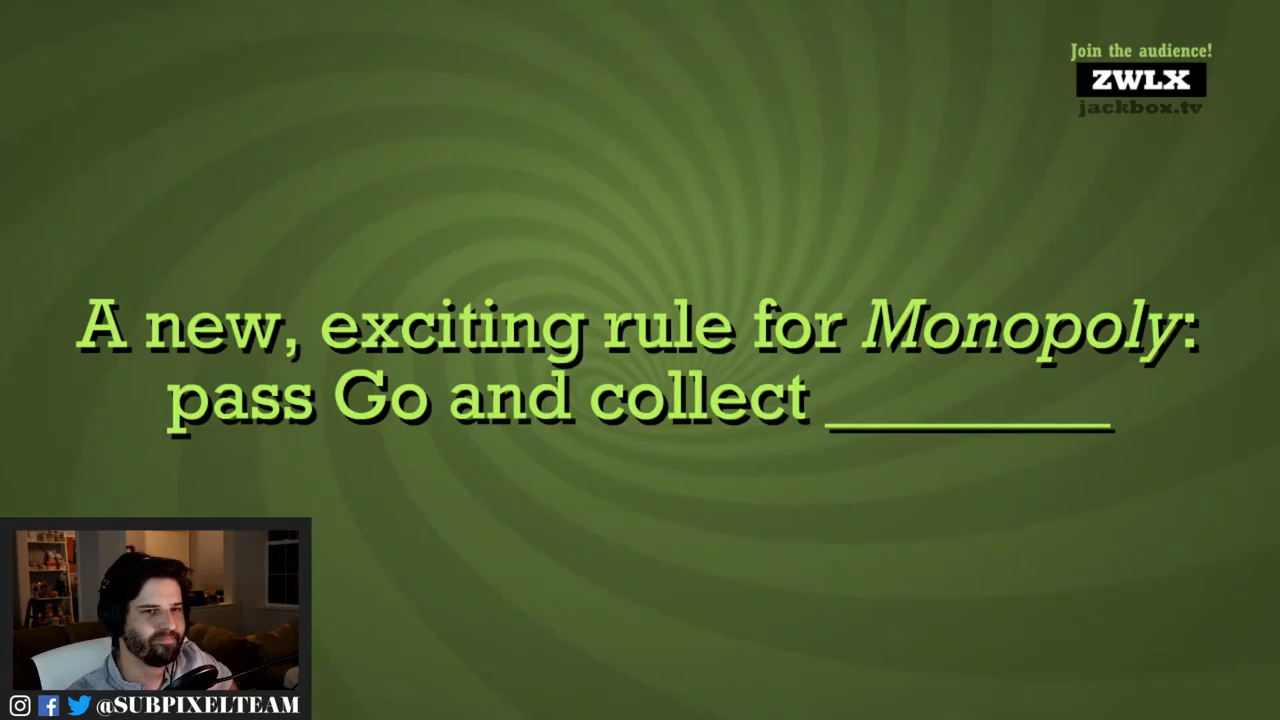 Join the audience!
ZWLX
jackbox.tv
A new, exciting rule for Monopoly:
pass Go and collect ________
@SUBPIXELTEAM